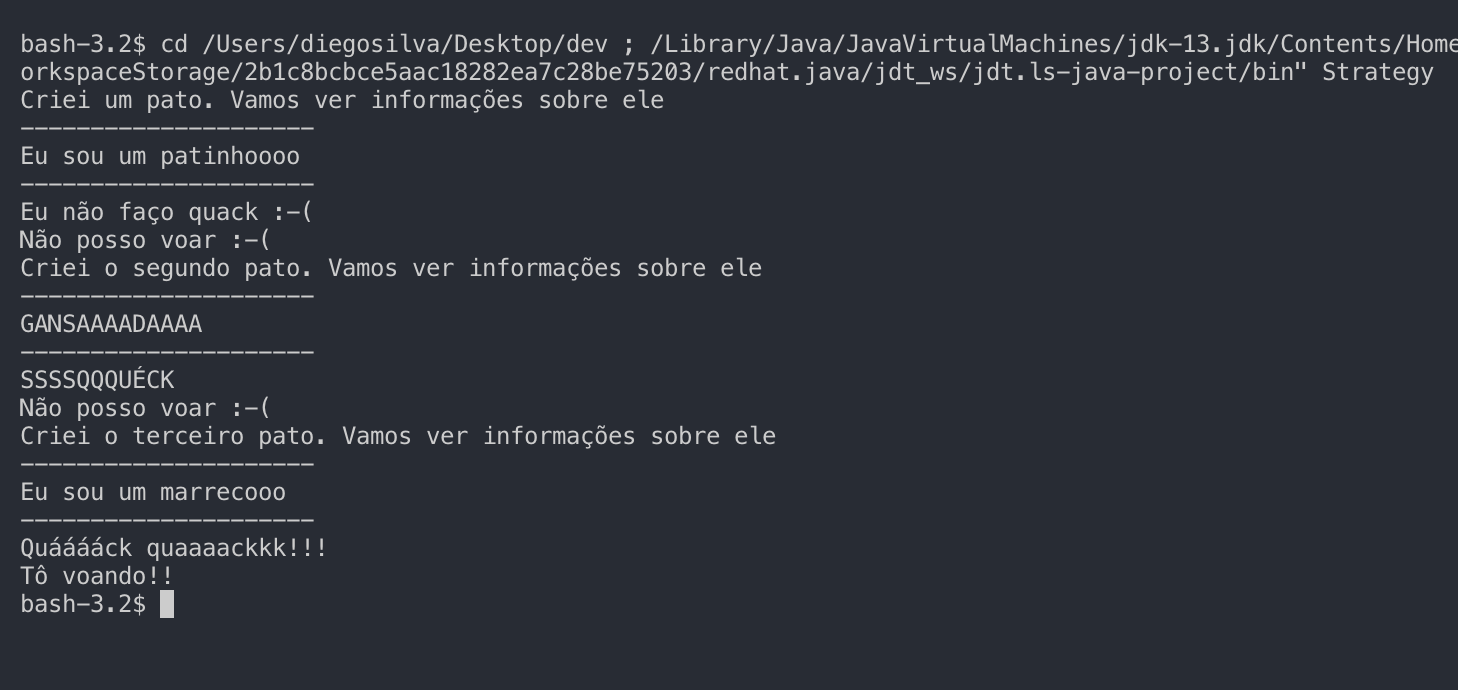 bash-3.2$ cd /Users/diegosilva/Desktop/dev ; /Library/Java/JavaVirtualMachines/jdk-13.jdk/Contents/Home
orkspaceStorage/2b1c8bcbce5aac18282ea7c28be75203/redhat.java/jdt_ws/jdt.ls-java-project/bin" Strategy
Criei um pato. Vamos ver informações sobre ele
---------------------
Eu sou um patinhoooo
---------------------
Eu não faço quack :-(
Não posso voar :-(
Criei o segundo pato. Vamos ver informações sobre ele
---------------------
GANSAAAADAAAA
---------------------
SSSSQQQUÉCK
Não posso voar :-(
Criei o terceiro pato. Vamos ver informações sobre ele
---------------------
Eu sou um marrecooo
---------------------
Quááááck quaaaackkk!!!
Tô voando!!
bash-3.2$